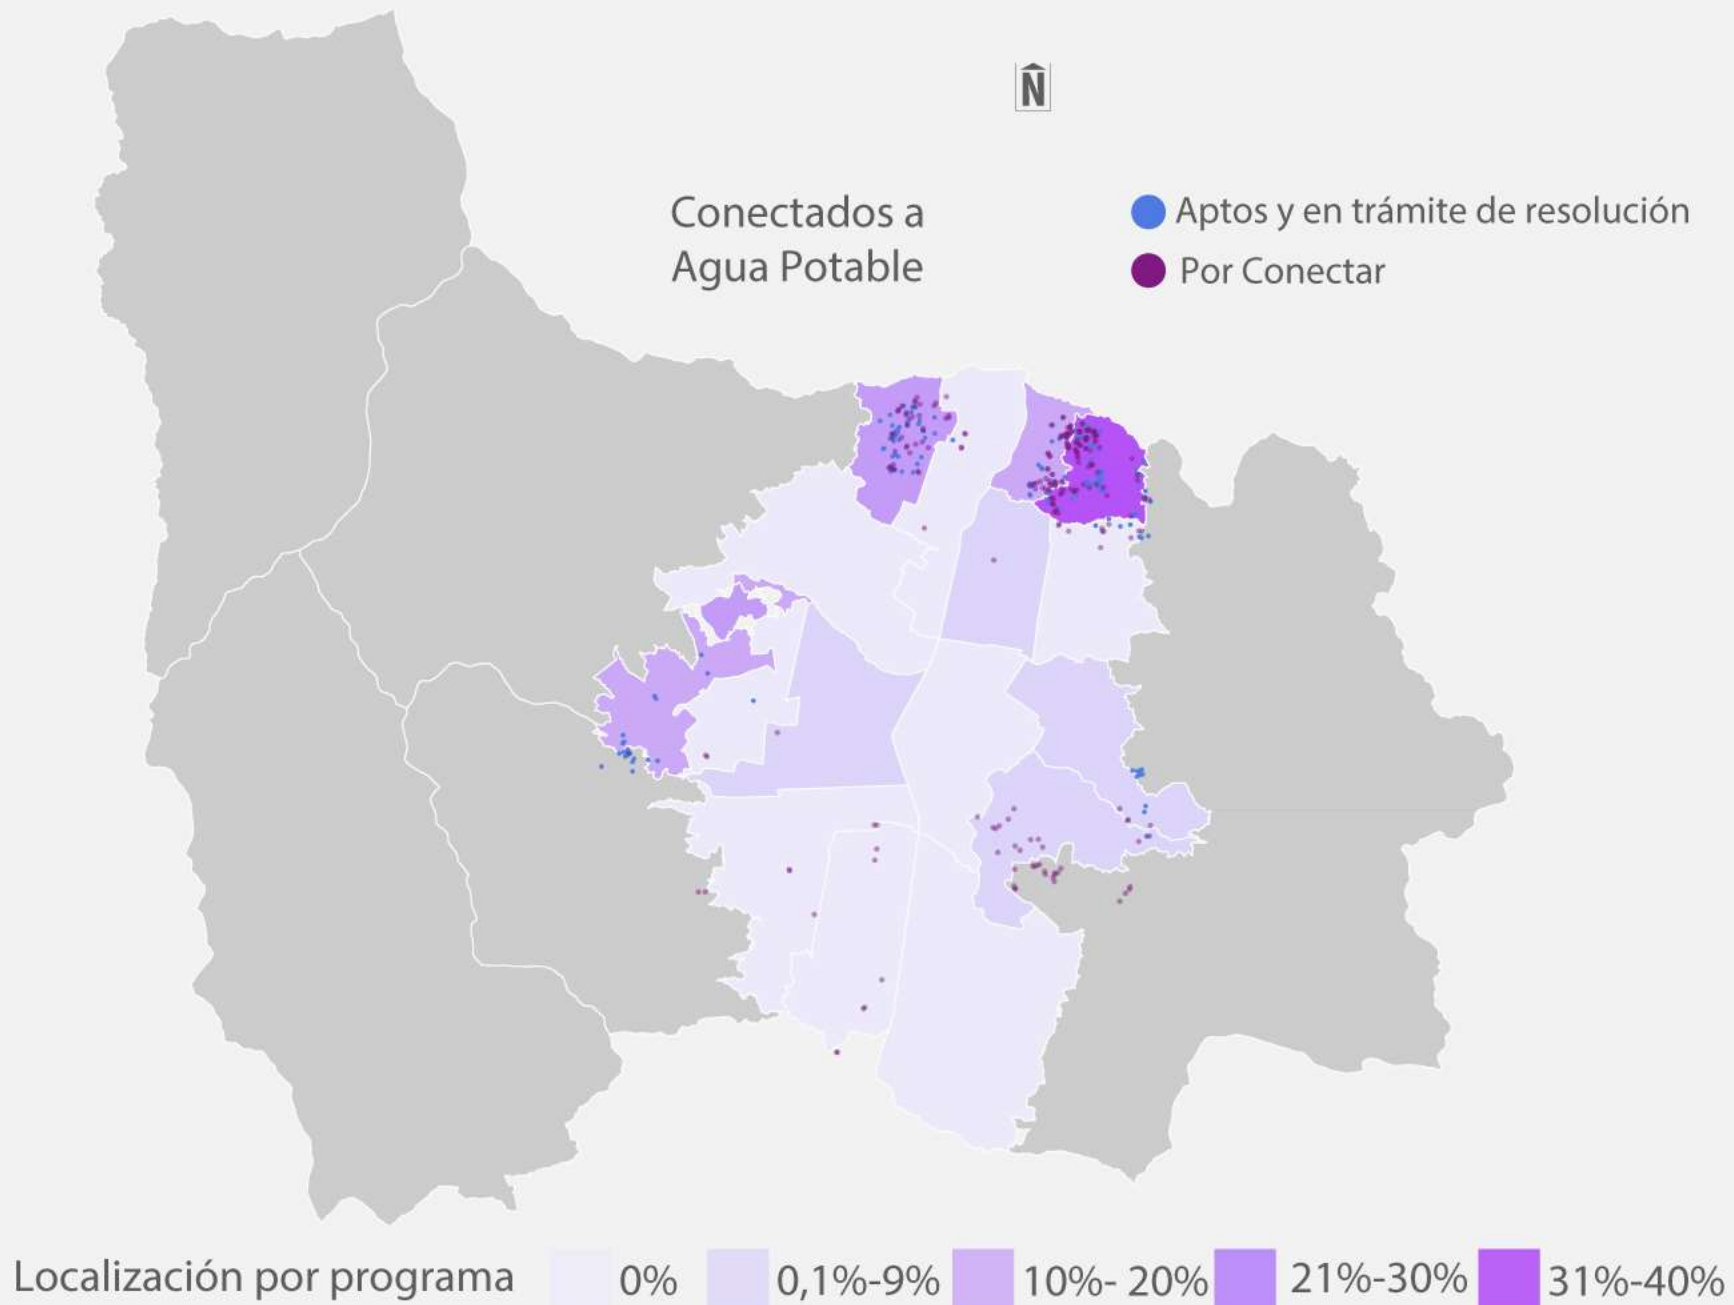 N
Conectados a
Agua Potable
Aptos y en trámite de resolución
Por Conectar
Localización por programa 0% 0,1%-9% 10%- 20% 21%-30% 31%-40%